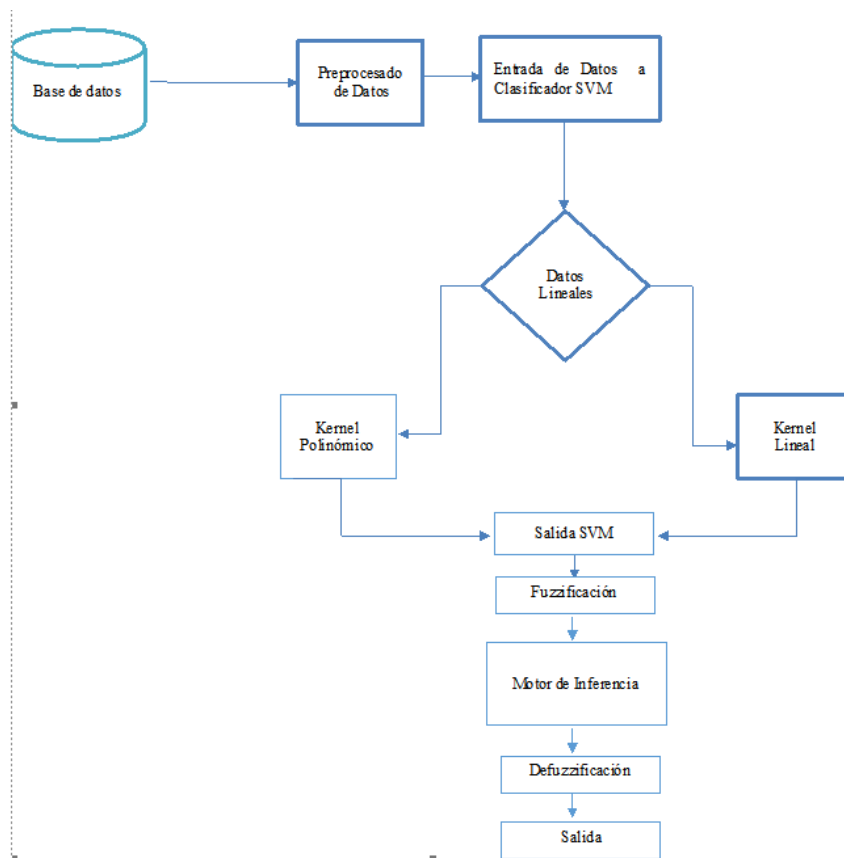 Base de datos
Preprocesado
de Datos
Entrada de Datos a
Clasificador SVM
Datos
Lineales
Kernel
Polinómico
Kernel
Lineal
Salida SVM
Fuzzificación
Motor de Inferencia
Defuzzificación
Salida